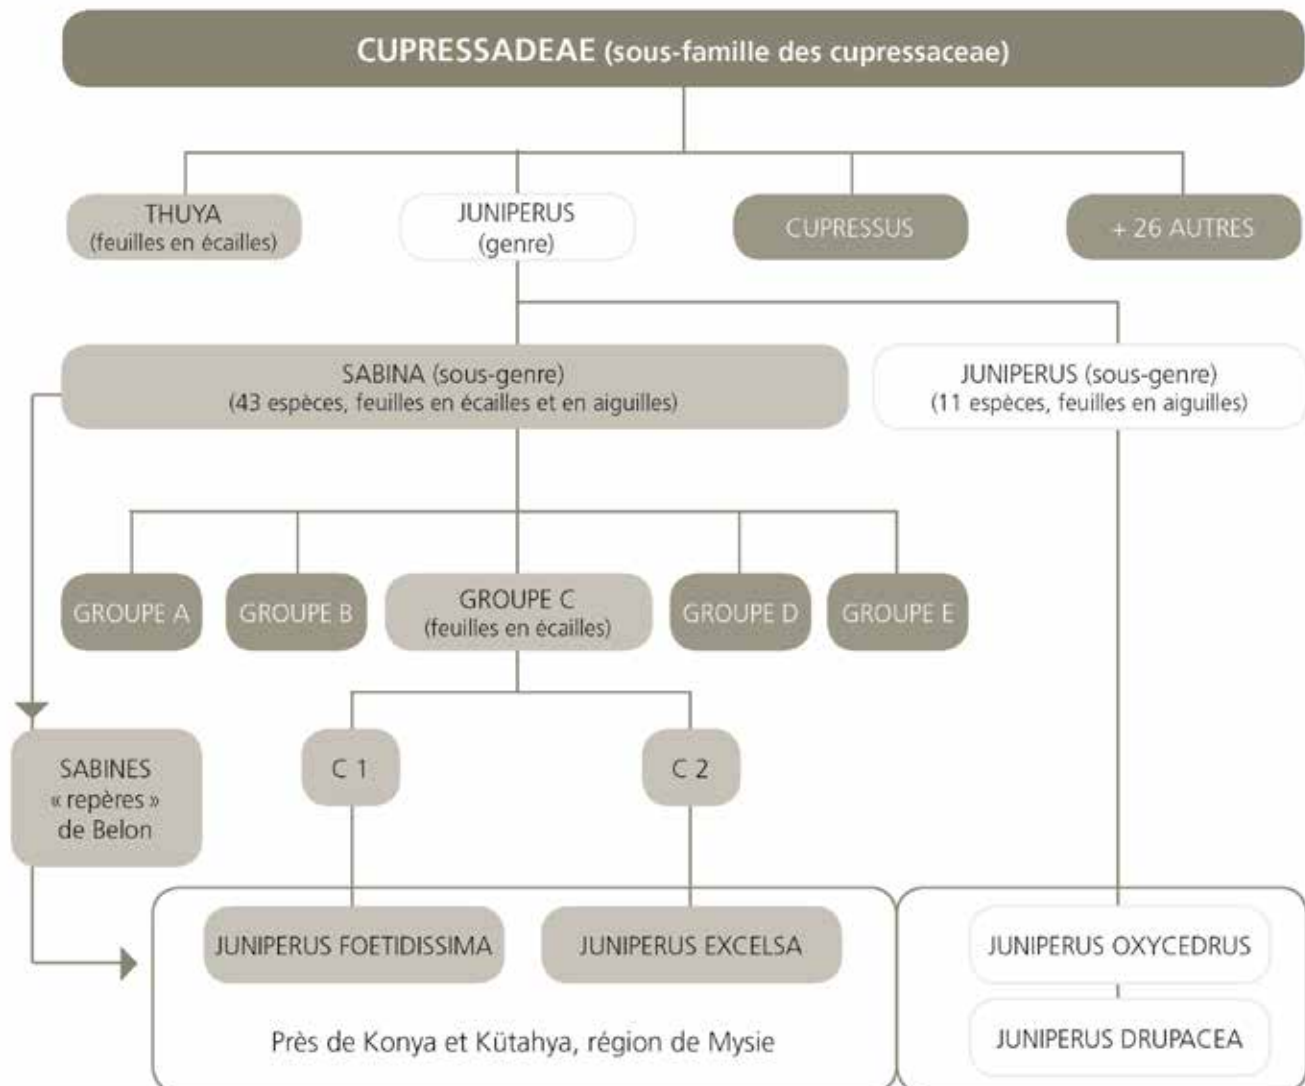 CUPRESSADEAE (sous-famille des cupressaceae)
THUYA
(feuilles en écailles)
JUNIPERUS
(genre)
CUPRESSUS
+ 26 AUTRES
SABINA (sous-genre)
(43 espèces, feuilles en écailles et en aiguilles)
JUNIPERUS (sous-genre)
(11 espèces, feuilles en aiguilles)
GROUPE A
GROUPE B
GROUPE C
(feuilles en écailles)
GROUPE D
GROUPE E
SABINES
« repères »
de Belon
C 1
C 2
JUNIPERUS FOETIDISSIMA
JUNIPERUS EXCELSA
JUNIPERUS OXYCEDRUS
Près de Konya et Kütahya, région de Mysie
JUNIPERUS DRUPACEA